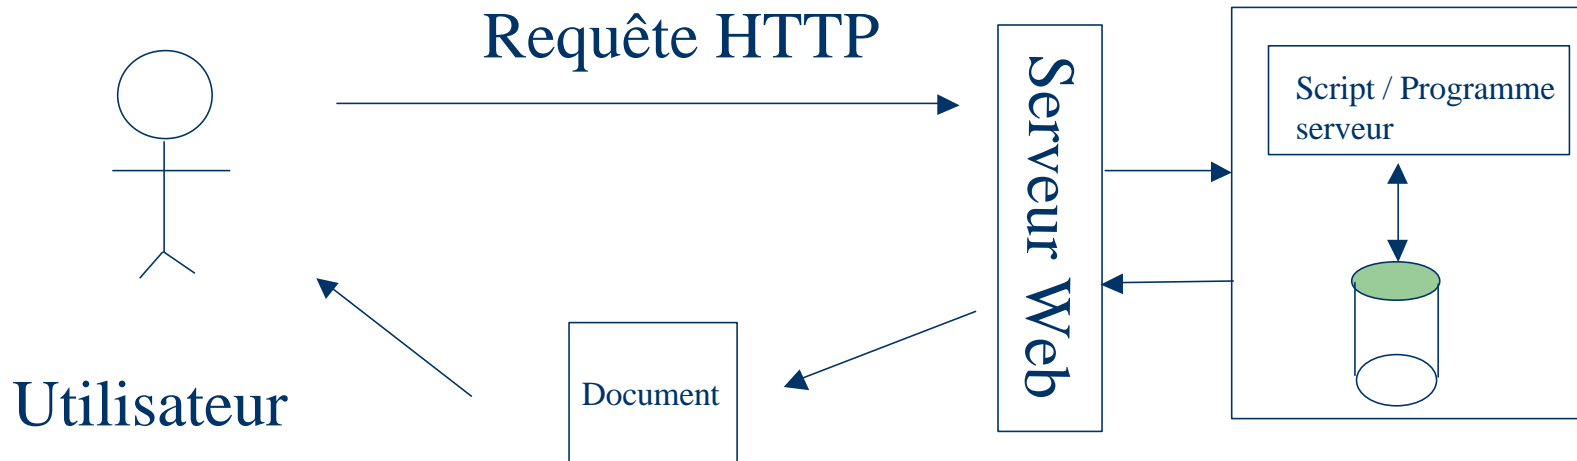 Requête HTTP
Script / Programme
serveur
Serveur Web
Document
Utilisateur